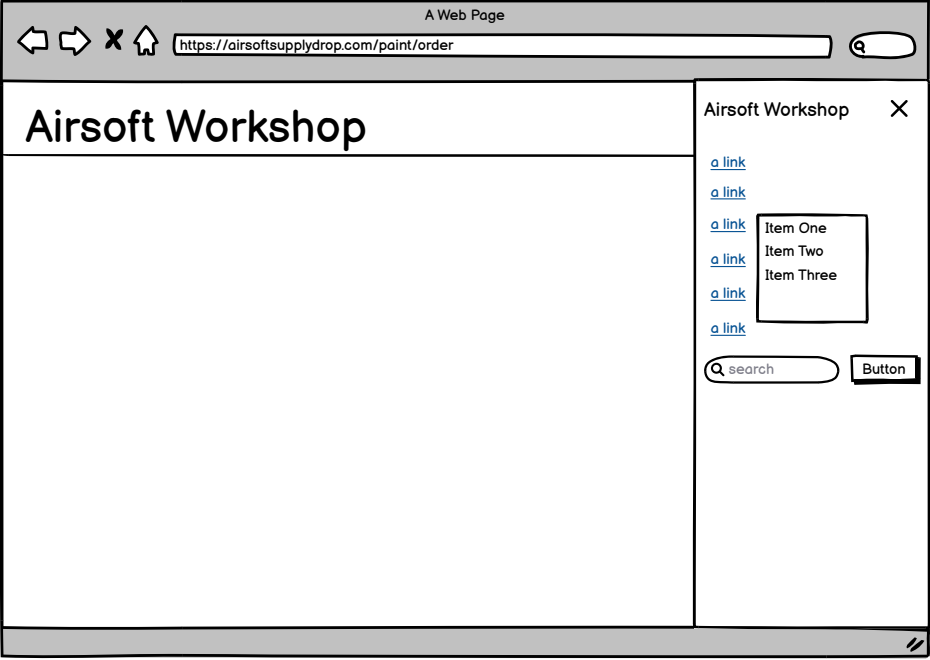 A Web Page
https://airsoftsupplydrop.com/paint/order
Airsoft Workshop
Airsoft Workshop
a link
a link
a link
Item One
Item Two
a link
Item Three
a link
a link
search
Button